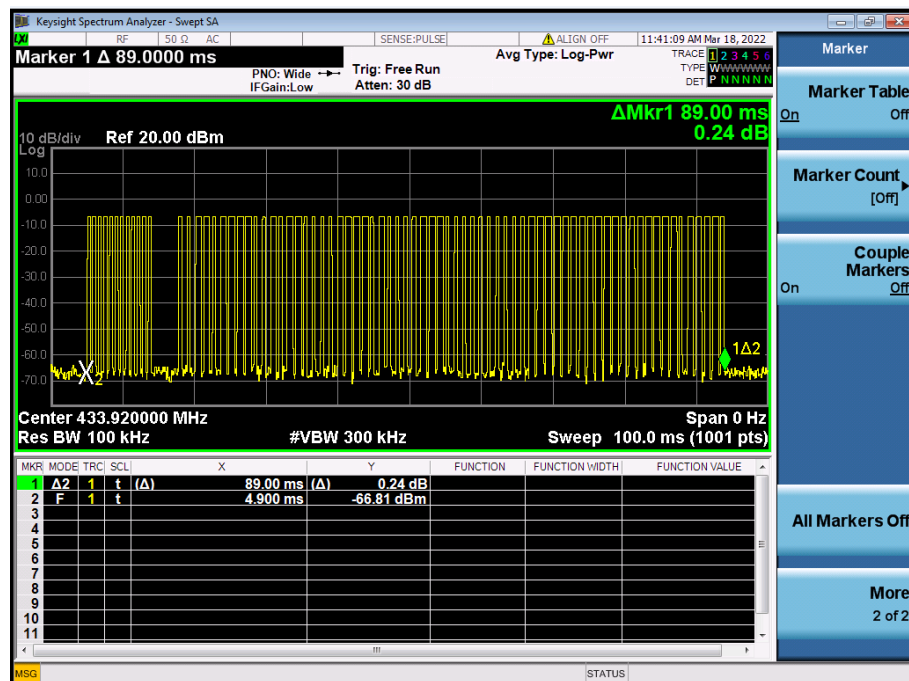 Keysight Spectrum Analyzer - Swept SA
LXI RF 50 Ω AC SENSE:PULSE ALIGN OFF 11:41:09 AM Mar 18, 2022
Marker 1 Δ 89.0000 ms
PNO: Wide
IFGain:Low
Trig: Free Run
Atten: 30 dB
Avg Type: Log-Pwr
TRACE 1 2 3 4 5 6
TYPE WWWWWW
DET P N N N N N
ΔMkr1 89.00 ms
0.24 dB
10 dB/div Ref 20.00 dBm
Log
10.0
0.00
-10.0
-20.0
-30.0
-40.0
-50.0
-60.0
-70.0
X2
1Δ2
Center 433.920000 MHz Span 0 Hz
Res BW 100 kHz #VBW 300 kHz Sweep 100.0 ms (1001 pts)
MKR MODE TRC SCL X Y FUNCTION FUNCTION WIDTH FUNCTION VALUE
1 Δ2 1 t (Δ) 89.00 ms (Δ) 0.24 dB
2 F 1 t 4.900 ms -66.81 dBm
3
4
5
6
7
8
9
10
11
MSG STATUS
Marker
Marker Table
On Off
Marker Count
[Off]
Couple
Markers
On Off
All Markers Off
More
2 of 2